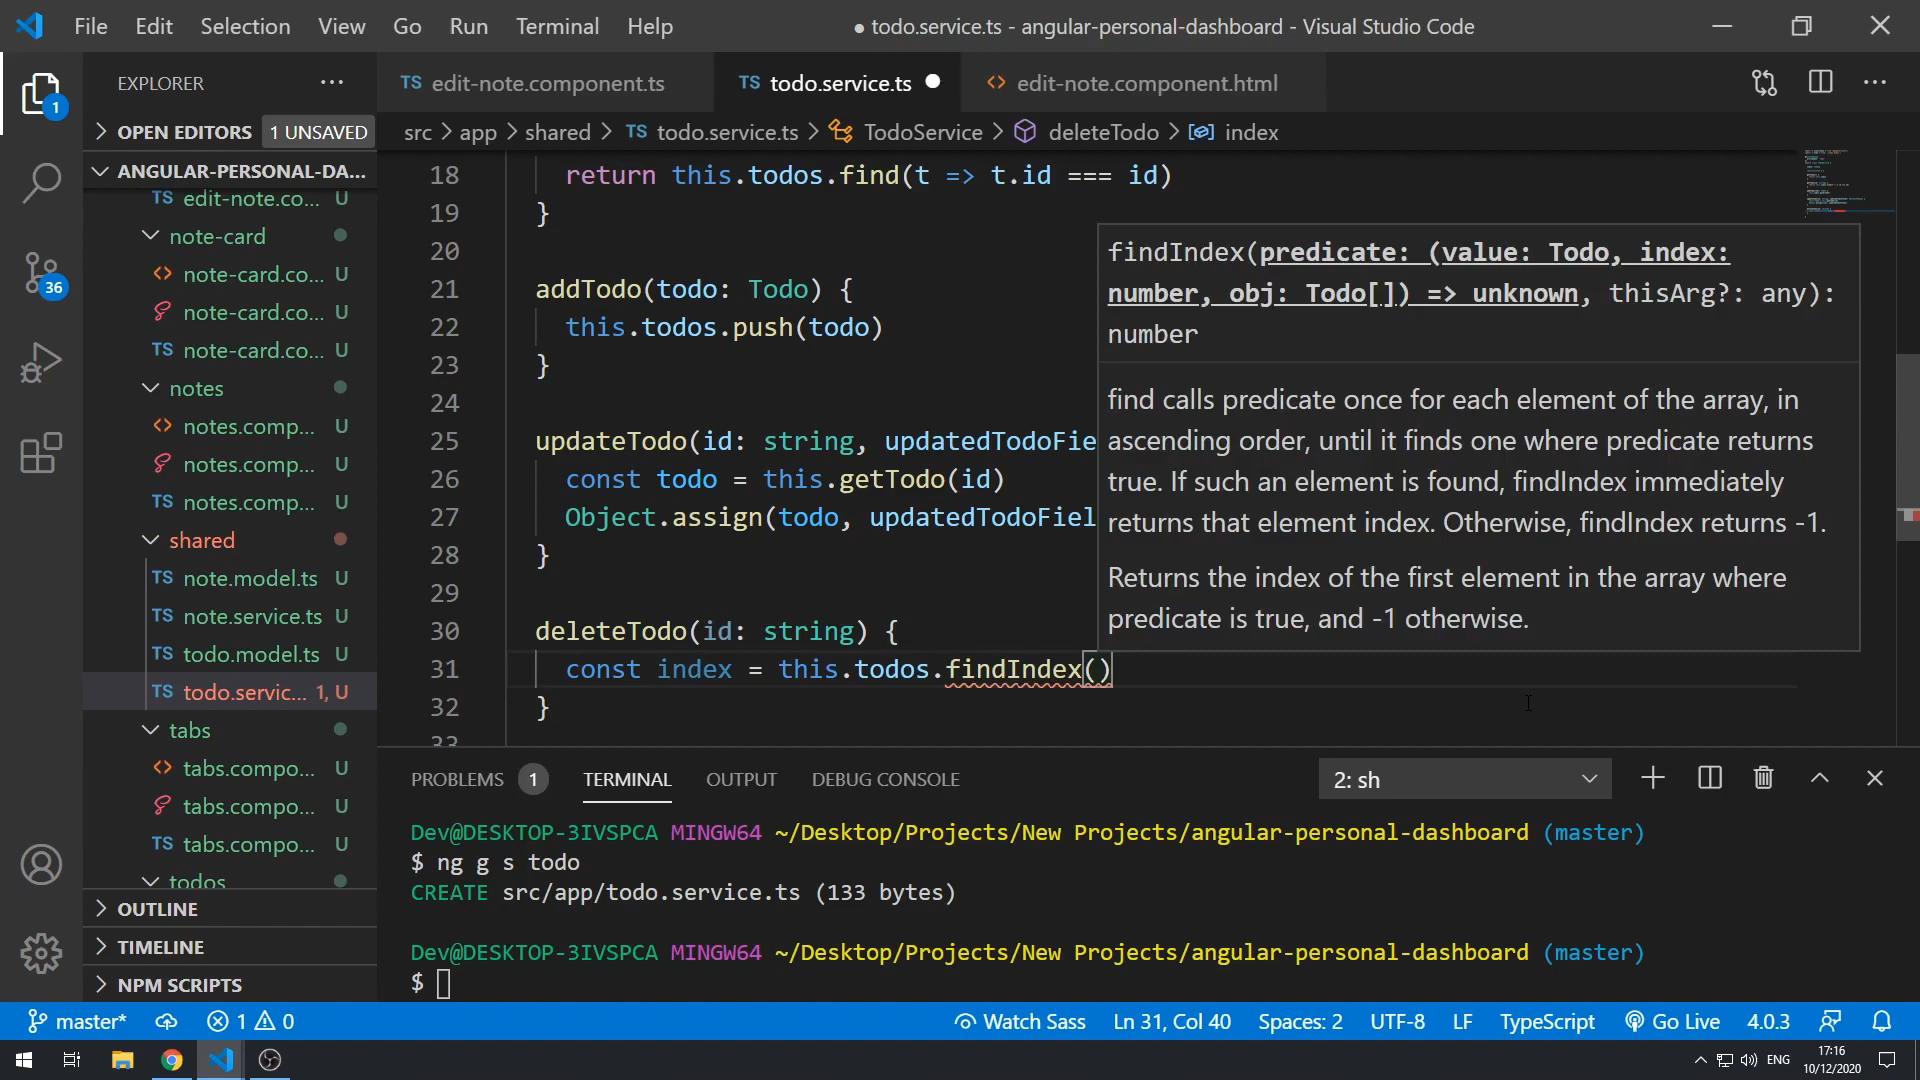 File Edit Selection View Go Run Terminal Help ● todo.service.ts - angular-personal-dashboard - Visual Studio Code
EXPLORER ...
TS edit-note.component.ts TS todo.service.ts ● <> edit-note.component.html ...
1
OPEN EDITORS 1 UNSAVED
src > app > shared > TS todo.service.ts > TodoService > deleteTodo > index
ANGULAR-PERSONAL-DA...
TS edit-note.co... U
note-card
<> note-card.co... U
note-card.co... U
TS note-card.co... U
notes
<> notes.comp... U
notes.comp... U
TS notes.comp... U
shared
TS note.model.ts U
TS note.service.ts U
TS todo.model.ts U
TS todo.servic... 1, U
tabs
<> tabs.compo... U
tabs.compo... U
TS tabs.compo... U
todos
OUTLINE
TIMELINE
NPM SCRIPTS
36
18 return this.todos.find(t => t.id === id)
19 }
20
21 addTodo(todo: Todo) {
22 this.todos.push(todo)
23 }
24
25 updateTodo(id: string, updatedTodoFie
26 const todo = this.getTodo(id)
27 Object.assign(todo, updatedTodoFiel
28 }
29
30 deleteTodo(id: string) {
31 const index = this.todos.findIndex()
32 }
33
findIndex(predicate: (value: Todo, index:
number, obj: Todo[]) => unknown, thisArg?: any):
number
find calls predicate once for each element of the array, in
ascending order, until it finds one where predicate returns
true. If such an element is found, findIndex immediately
returns that element index. Otherwise, findIndex returns -1.
Returns the index of the first element in the array where
predicate is true, and -1 otherwise.
PROBLEMS 1 TERMINAL OUTPUT DEBUG CONSOLE 2: sh
Dev@DESKTOP-3IVSPCA MINGW64 ~/Desktop/Projects/New Projects/angular-personal-dashboard (master)
$ ng g s todo
CREATE src/app/todo.service.ts (133 bytes)
Dev@DESKTOP-3IVSPCA MINGW64 ~/Desktop/Projects/New Projects/angular-personal-dashboard (master)
$
master* 1 0 Watch Sass Ln 31, Col 40 Spaces: 2 UTF-8 LF TypeScript Go Live 4.0.3
ENG 17:16
10/12/2020